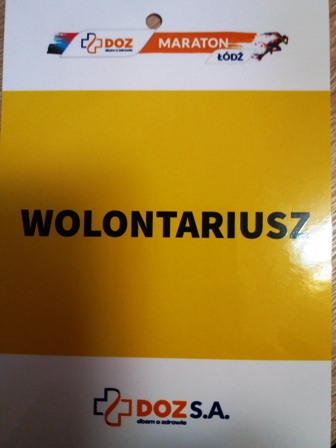 DOZ MARATON
dbam o zdrowie
ŁÓDŹ
WOLONTARIUSZ
DOZ S.A.
dbam o zdrowie